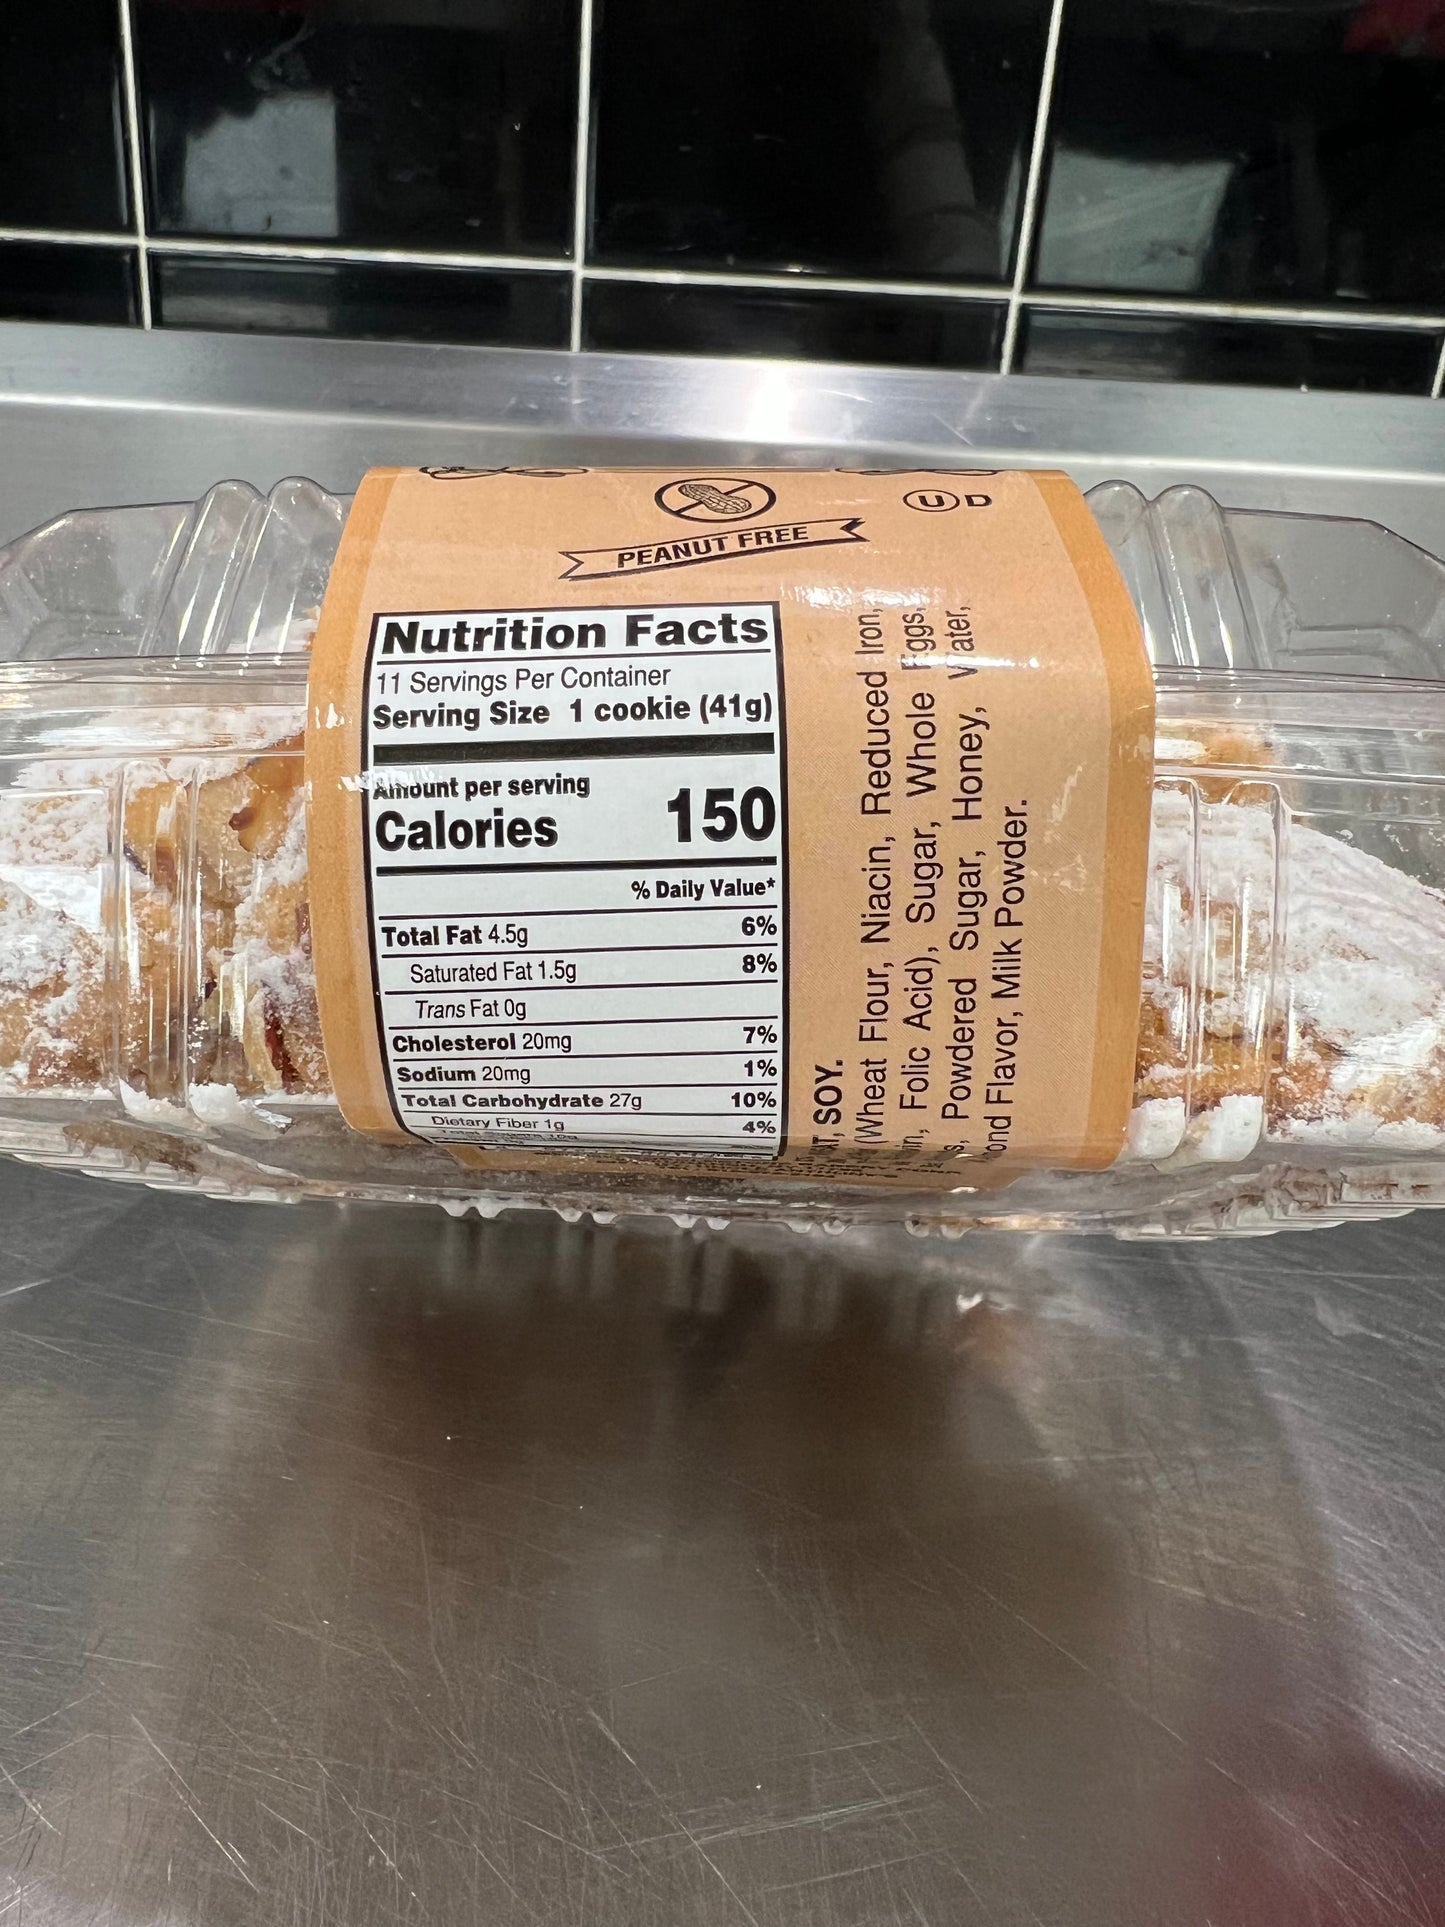 PEANUT FREE
U D
Nutrition Facts
11 Servings Per Container
Serving Size 1 cookie (41g)
Amount per serving
Calories 150
% Daily Value*
Total Fat 4.5g 6%
Saturated Fat 1.5g 8%
Trans Fat 0g
Cholesterol 20mg 7%
Sodium 20mg 1%
Total Carbohydrate 27g 10%
Dietary Fiber 1g 4%
SOY.
(Wheat Flour, Niacin, Reduced Iron,
Folic Acid), Sugar, Whole Eggs,
Powdered Sugar, Honey, Water,
Flavor, Milk Powder.